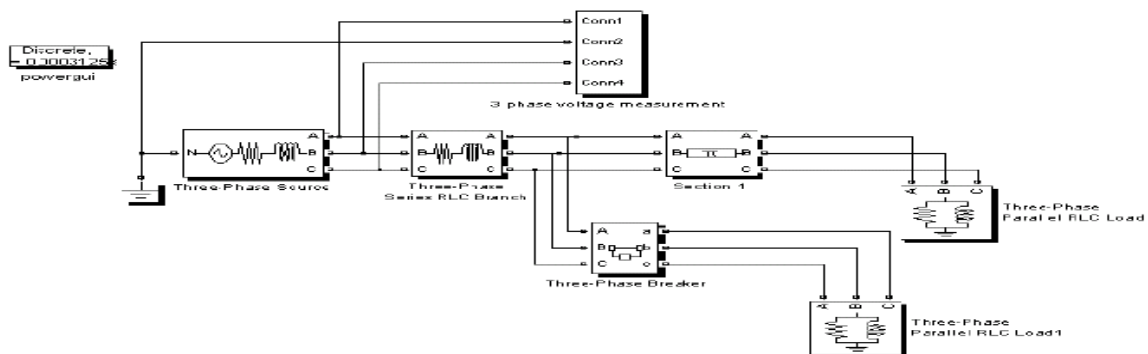 Conn1
Conn2
Conn3
Conn4
3 phase voltage measurement
Discrete,
powergui
N
A
B
C
Three-Phase Source
A A
B B
C C
Three-Phase
Series RLC Branch
A A
B π B
C C
Section 1
A B C
Three-Phase
Parallel RLC Load
A a
B b
C c
Three-Phase Breaker
A B C
Three-Phase
Parallel RLC Load1